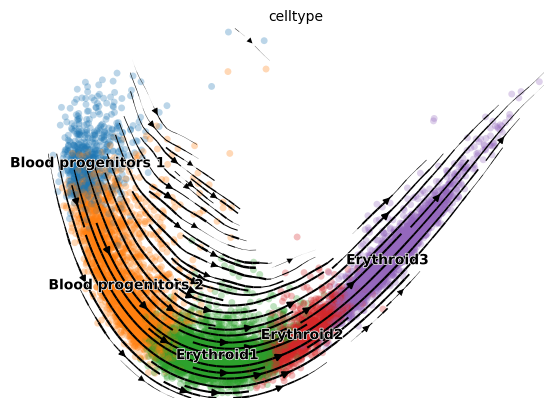 celltype
Blood progenitors 1
Erythroid3
Blood progenitors 2
Erythroid2
Erythroid1